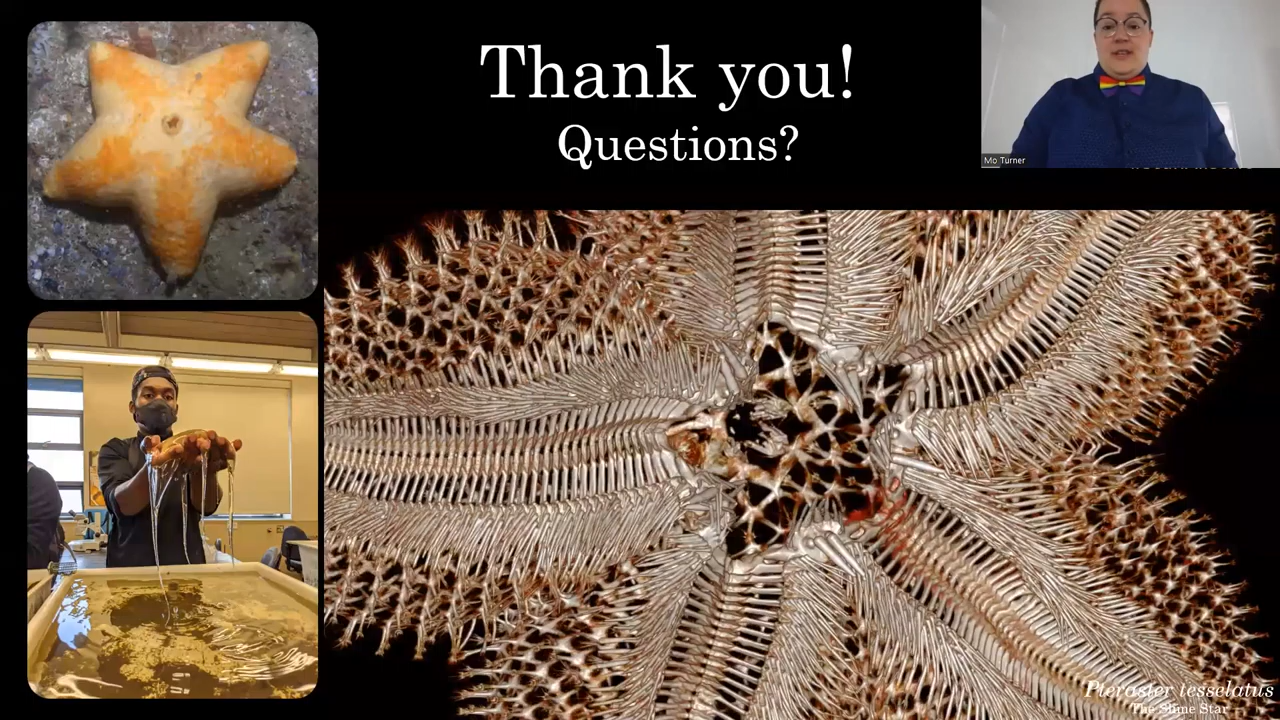 Thank you!
Questions?
Mo Turner
Pteraster tesselatus
The Slime Star